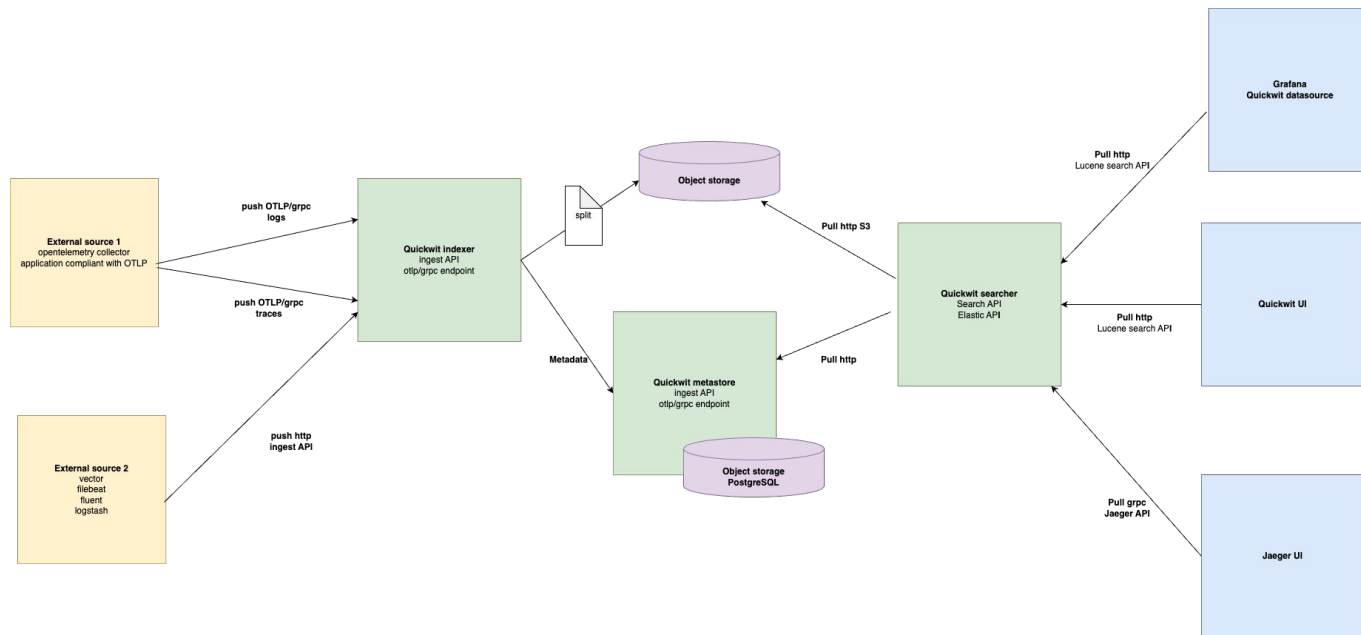 Grafana
Quickwit datasource
Pull http
Lucene search API
Object storage
split
push OTLP/grpc
logs
External source 1
opentelemetry collector
application compliant with OTLP
Quickwit indexer
ingest API
otlp/grpc endpoint
push OTLP/grpc
traces
Pull http S3
Quickwit searcher
Search API
Elastic API
Quickwit UI
Pull http
Lucene search API
Metadata
Pull http
Quickwit metastore
ingest API
otlp/grpc endpoint
push http
ingest API
External source 2
vector
filebeat
fluent
logstash
Object storage
PostgreSQL
Pull grpc
Jaeger API
Jaeger UI